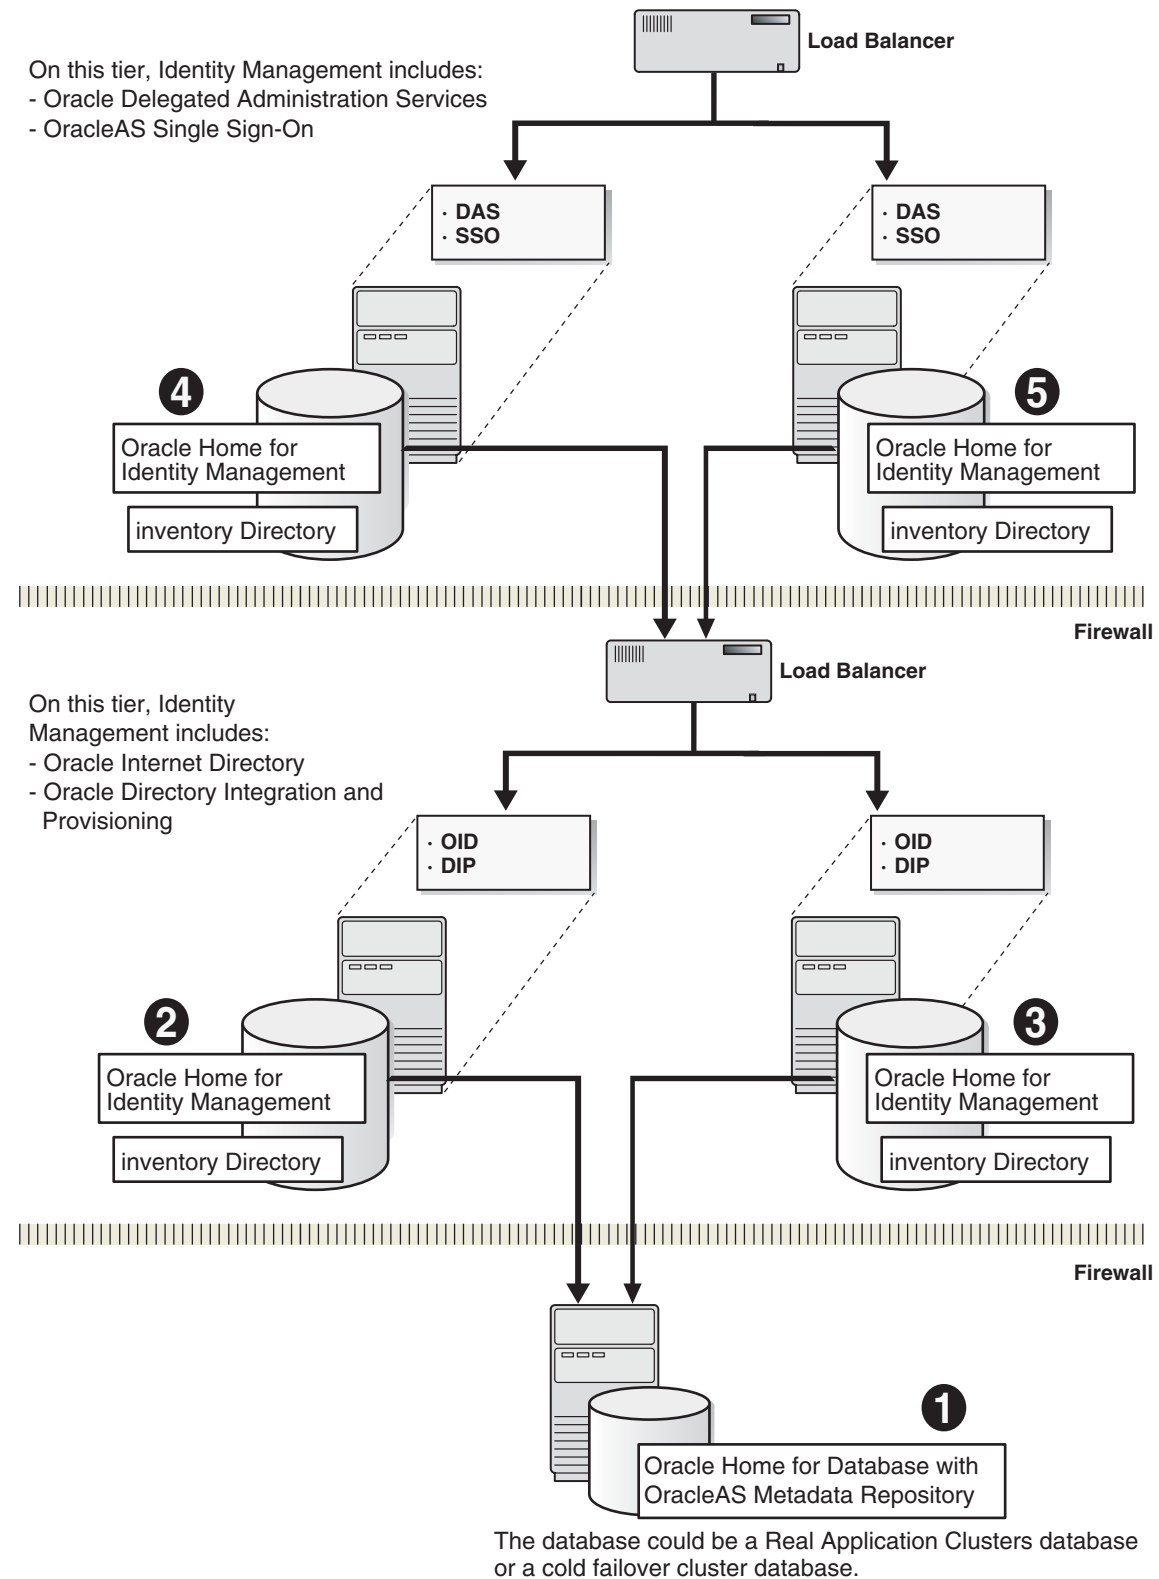 Load Balancer
On this tier, Identity Management includes:
- Oracle Delegated Administration Services
- OracleAS Single Sign-On
· DAS
· SSO
· DAS
· SSO
4
Oracle Home for
Identity Management
inventory Directory
5
Oracle Home for
Identity Management
inventory Directory
Firewall
Load Balancer
On this tier, Identity
Management includes:
- Oracle Internet Directory
- Oracle Directory Integration and
Provisioning
· OID
· DIP
· OID
· DIP
2
Oracle Home for
Identity Management
inventory Directory
3
Oracle Home for
Identity Management
inventory Directory
Firewall
1
Oracle Home for Database with
OracleAS Metadata Repository
The database could be a Real Application Clusters database
or a cold failover cluster database.